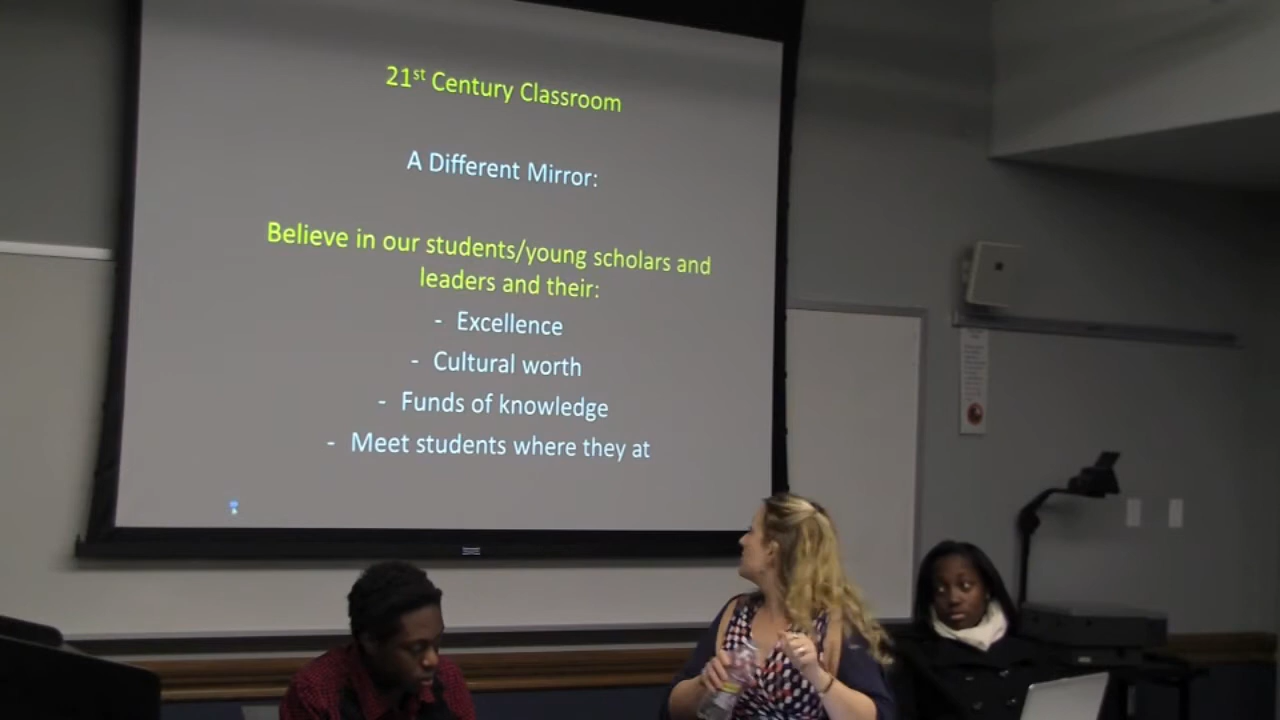 21st Century Classroom
A Different Mirror:
Believe in our students/young scholars and
leaders and their:
- Excellence
- Cultural worth
- Funds of knowledge
- Meet students where they at